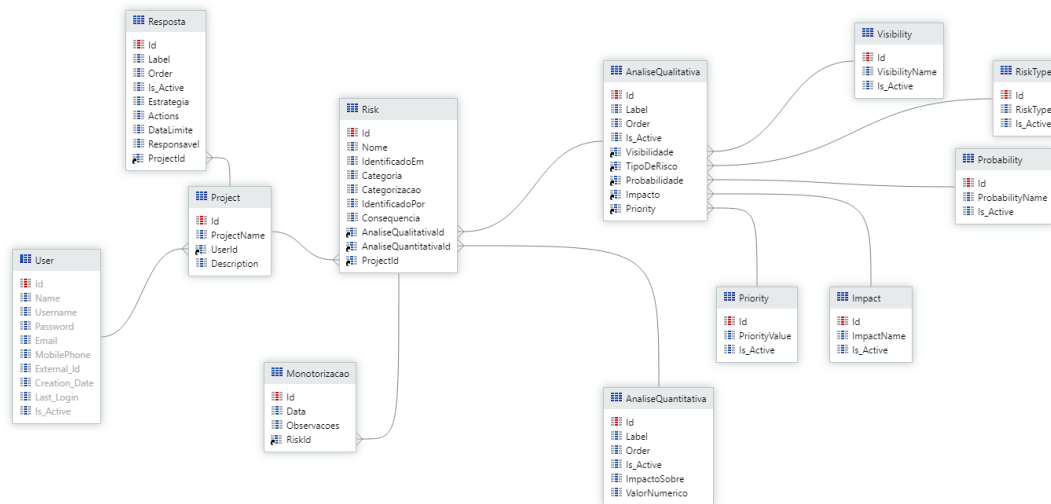 Resposta
Id
Label
Order
Is_Active
Estrategia
Actions
DataLimite
Responsavel
ProjectId
Project
Id
ProjectName
UserId
Description
User
Id
Name
Username
Password
Email
MobilePhone
External_Id
Creation_Date
Last_Login
Is_Active
Risk
Id
Nome
IdentificadoEm
Categoria
Categorizacao
IdentificadoPor
Consequencia
AnaliseQualitativaId
AnaliseQuantitativaId
ProjectId
Monotorizacao
Id
Data
Observacoes
RiskId
AnaliseQualitativa
Id
Label
Order
Is_Active
Visibilidade
TipoDeRisco
Probabilidade
Impacto
Priority
Visibility
Id
VisibilityName
Is_Active
RiskType
Id
RiskType
Is_Active
Probability
Id
ProbabilityName
Is_Active
Priority
Id
PriorityValue
Is_Active
Impact
Id
ImpactName
Is_Active
AnaliseQuantitativa
Id
Label
Order
Is_Active
ImpactoSobre
ValorNumerico